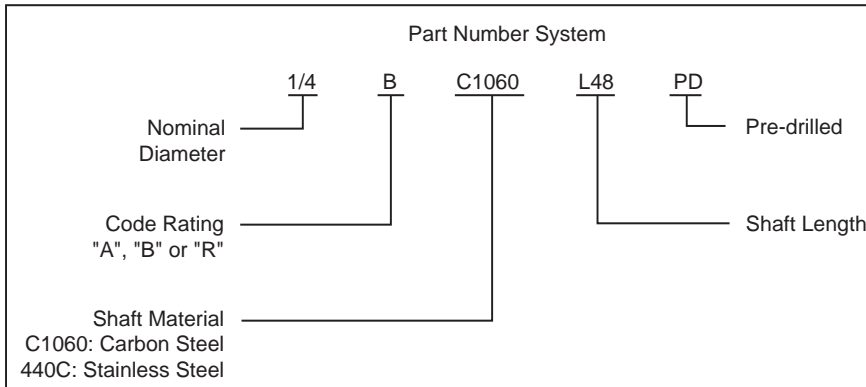 Part Number System
1/4 B C1060 L48 PD
Nominal
Diameter
Pre-drilled
Code Rating
"A", "B" or "R"
Shaft Length
Shaft Material
C1060: Carbon Steel
440C: Stainless Steel